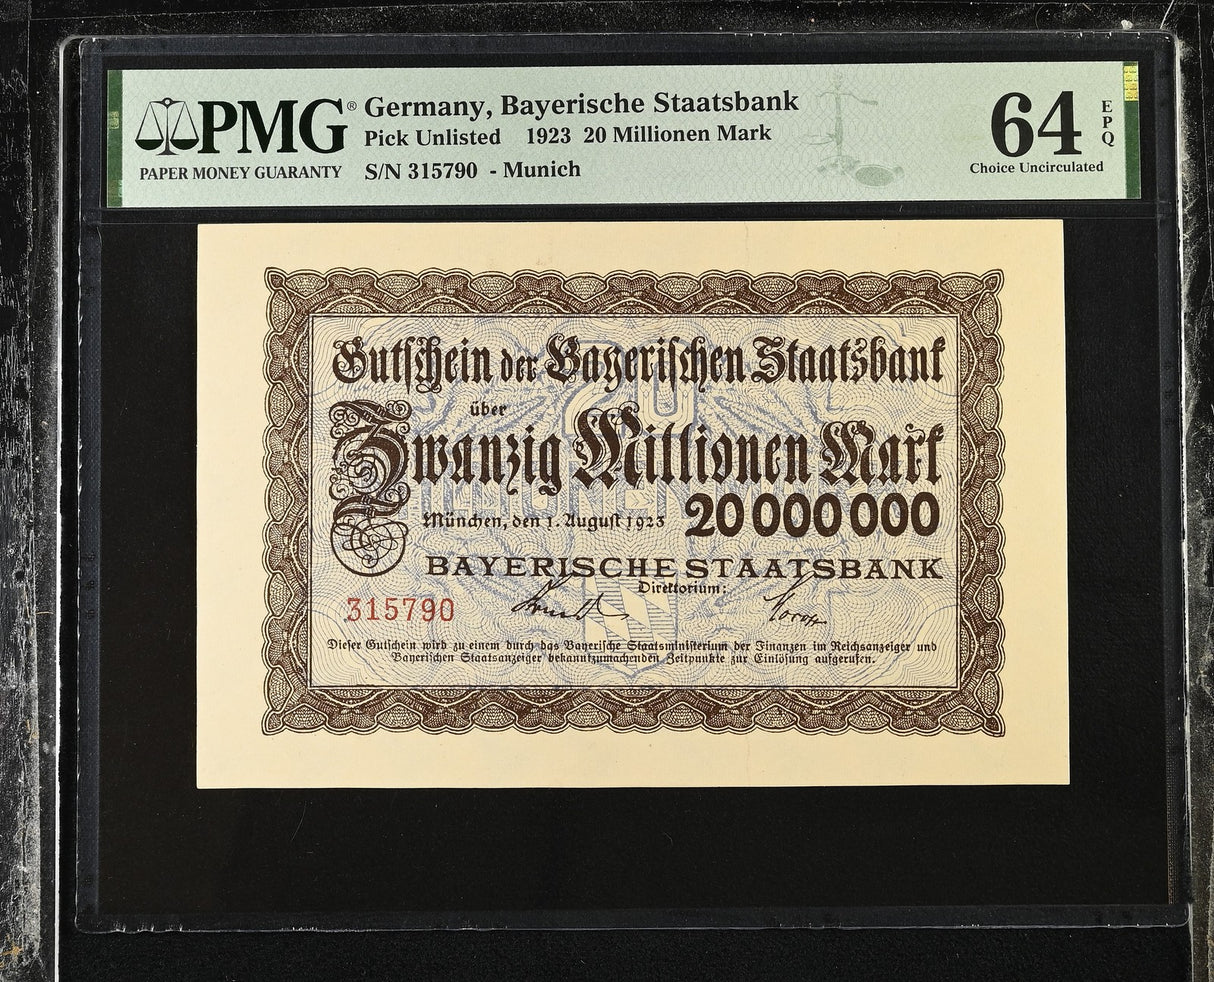 PMG® Germany, Bayerische Staatsbank
Pick Unlisted 1923 20 Millionen Mark
PAPER MONEY GUARANTY S/N 315790 - Munich
64 EPQ
Choice Uncirculated
Gutschein der Bayerischen Staatsbank
über
Zwanzig Millionen Mark
München, den 1. August 1923 20 000 000
BAYERISCHE STAATSBANK
Direktorium:
315790
Dieser Gutschein wird zu einem durch das Bayerische Staatsministerium der Finanzen im Reichsanzeiger und
Bayerischen Staatsanzeiger bekanntzumachenden Zeitpunkte zur Einlösung aufgerufen.